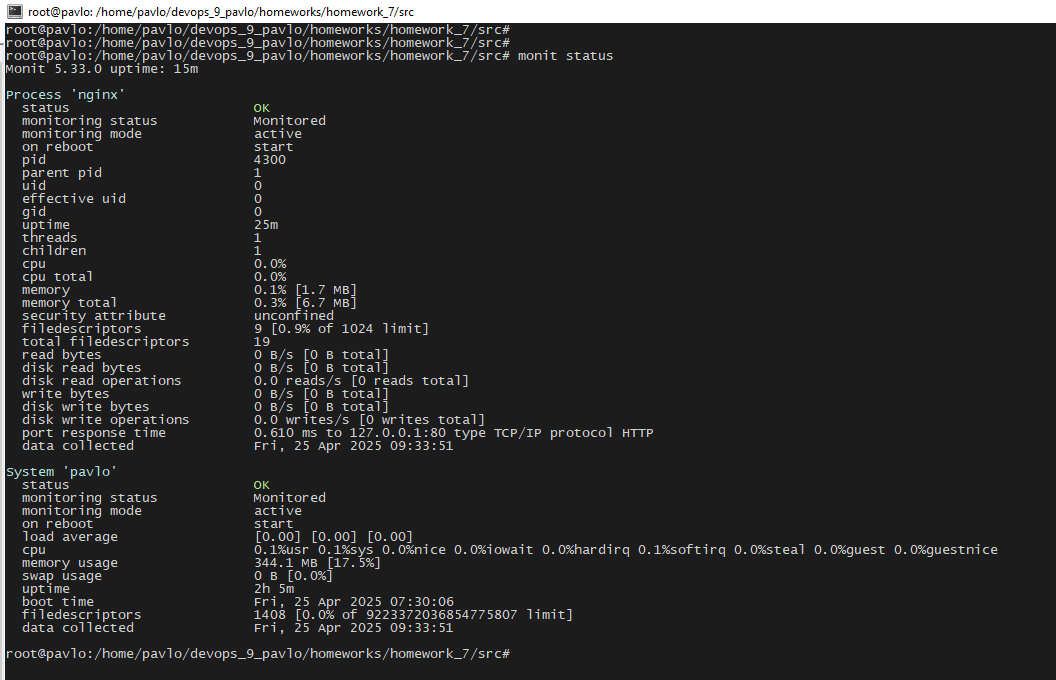 root@pavlo: /home/pavlo/devops_9_pavlo/homeworks/homework_7/src
root@pavlo:/home/pavlo/devops_9_pavlo/homeworks/homework_7/src#
root@pavlo:/home/pavlo/devops_9_pavlo/homeworks/homework_7/src#
root@pavlo:/home/pavlo/devops_9_pavlo/homeworks/homework_7/src# monit status
Monit 5.33.0 uptime: 15m
Process 'nginx'
status OK
monitoring status Monitored
monitoring mode active
on reboot start
pid 4300
parent pid 1
uid 0
effective uid 0
gid 0
uptime 25m
threads 1
children 1
cpu 0.0%
cpu total 0.0%
memory 0.1% [1.7 MB]
memory total 0.3% [6.7 MB]
security attribute unconfined
filedescriptors 9 [0.9% of 1024 limit]
total filedescriptors 19
read bytes 0 B/s [0 B total]
disk read bytes 0 B/s [0 B total]
disk read operations 0.0 reads/s [0 reads total]
write bytes 0 B/s [0 B total]
disk write bytes 0 B/s [0 B total]
disk write operations 0.0 writes/s [0 writes total]
port response time 0.610 ms to 127.0.0.1:80 type TCP/IP protocol HTTP
data collected Fri, 25 Apr 2025 09:33:51
System 'pavlo'
status OK
monitoring status Monitored
monitoring mode active
on reboot start
load average [0.00] [0.00] [0.00]
cpu 0.1%usr 0.1%sys 0.0%nice 0.0%iowait 0.0%hardirq 0.1%softirq 0.0%steal 0.0%guest 0.0%guestnice
memory usage 344.1 MB [17.5%]
swap usage 0 B [0.0%]
uptime 2h 5m
boot time Fri, 25 Apr 2025 07:30:06
filedescriptors 1408 [0.0% of 9223372036854775807 limit]
data collected Fri, 25 Apr 2025 09:33:51
root@pavlo:/home/pavlo/devops_9_pavlo/homeworks/homework_7/src#